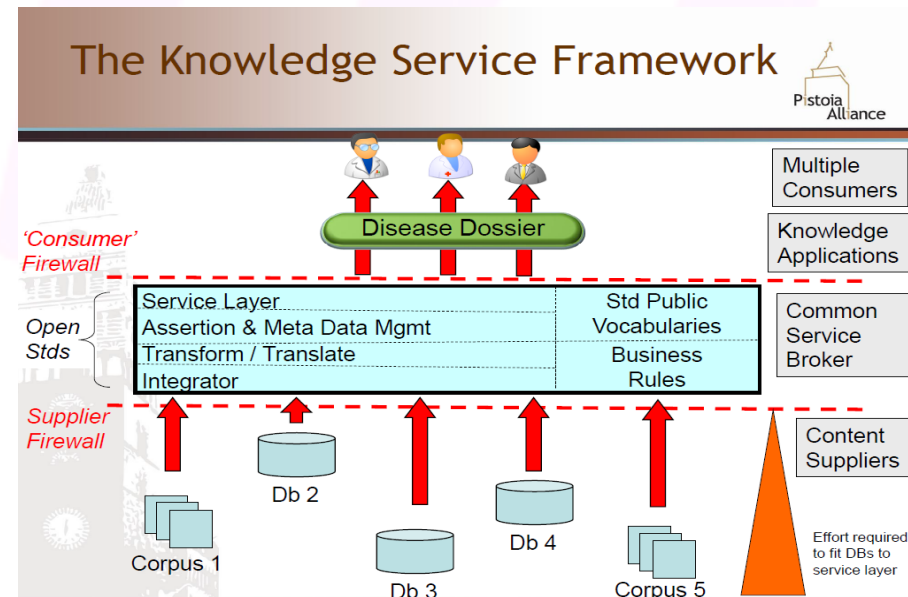 The Knowledge Service Framework
Pistoia
Alliance
Multiple
Consumers
Disease Dossier
Knowledge
Applications
'Consumer'
Firewall
Open
Stds
Service Layer
Assertion & Meta Data Mgmt
Transform / Translate
Integrator
Std Public
Vocabularies
Business
Rules
Common
Service
Broker
Supplier
Firewall
Content
Suppliers
Db 2
Db 4
Corpus 1
Db 3
Corpus 5
Effort required
to fit DBs to
service layer